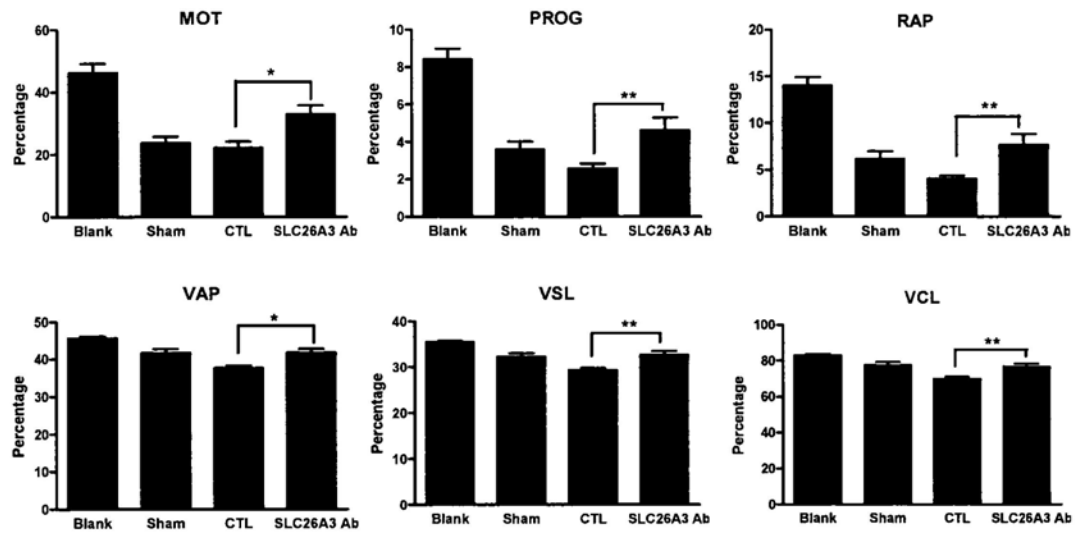 MOT
Percentage
60
40
20
0
*
Blank Sham CTL SLC26A3 Ab
PROG
Percentage
10
8
6
4
2
0
**
Blank Sham CTL SLC26A3 Ab
RAP
Percentage
20
15
10
5
0
**
Blank Sham CTL SLC26A3 Ab
VAP
Percentage
50
40
30
20
10
0
*
Blank Sham CTL SLC26A3 Ab
VSL
Percentage
40
30
20
10
0
**
Blank Sham CTL SLC26A3 Ab
VCL
Percentage
100
80
60
40
20
0
**
Blank Sham CTL SLC26A3 Ab